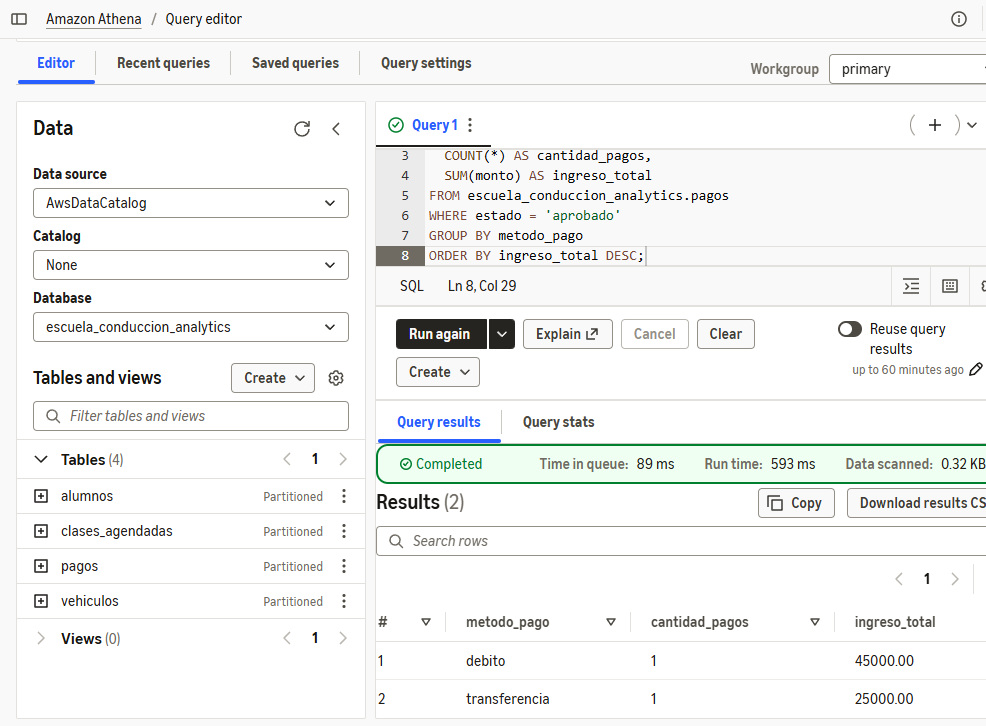 Amazon Athena / Query editor
Editor Recent queries Saved queries Query settings
Workgroup primary
Data
Data source
AwsDataCatalog
Catalog
None
Database
escuela_conduccion_analytics
Tables and views Create
Filter tables and views
Tables (4) 1
alumnos Partitioned
clases_agendadas Partitioned
pagos Partitioned
vehiculos Partitioned
Views (0) 1
Query 1
3 COUNT(*) AS cantidad_pagos,
4 SUM(monto) AS ingreso_total
5 FROM escuela_conduccion_analytics.pagos
6 WHERE estado = 'aprobado'
7 GROUP BY metodo_pago
8 ORDER BY ingreso_total DESC;
SQL Ln 8, Col 29
Run again Explain Cancel Clear
Create
Reuse query
results
up to 60 minutes ago
Query results Query stats
Completed Time in queue: 89 ms Run time: 593 ms Data scanned: 0.32 KB
Results (2) Copy Download results CS
Search rows
1
# metodo_pago cantidad_pagos ingreso_total
1 debito 1 45000.00
2 transferencia 1 25000.00